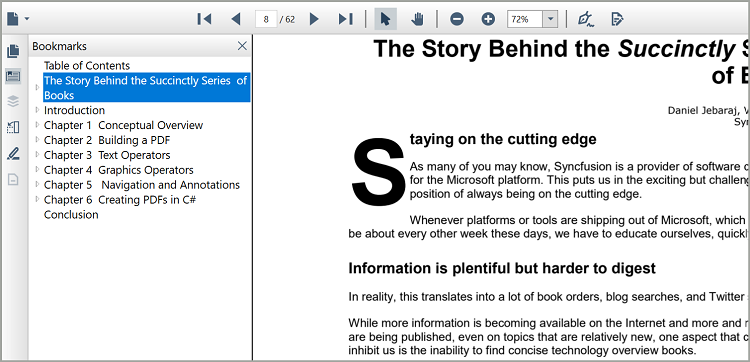 8 / 62
72%
Bookmarks
Table of Contents
The Story Behind the Succinctly Series of
Books
Introduction
Chapter 1 Conceptual Overview
Chapter 2 Building a PDF
Chapter 3 Text Operators
Chapter 4 Graphics Operators
Chapter 5 Navigation and Annotations
Chapter 6 Creating PDFs in C#
Conclusion
The Story Behind the Succinctly S
of B
Daniel Jebaraj, V
Syn
Staying on the cutting edge
As many of you may know, Syncfusion is a provider of software c
for the Microsoft platform. This puts us in the exciting but challeng
position of always being on the cutting edge.
Whenever platforms or tools are shipping out of Microsoft, which
be about every other week these days, we have to educate ourselves, quickl
Information is plentiful but harder to digest
In reality, this translates into a lot of book orders, blog searches, and Twitter
While more information is becoming available on the Internet and more and
are being published, even on topics that are relatively new, one aspect that c
inhibit us is the inability to find concise technology overview books.